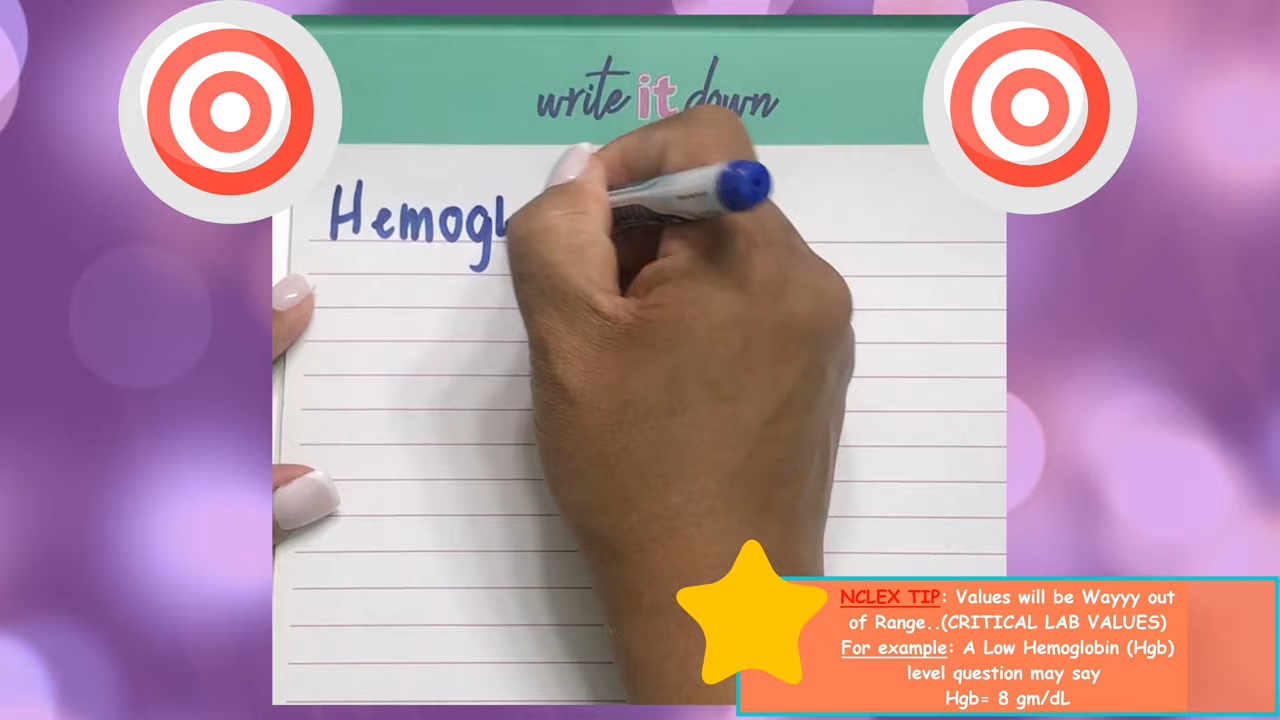 write it down
Hemogl
NCLEX TIP: Values will be Wayyy out
of Range..(CRITICAL LAB VALUES)
For example: A Low Hemoglobin (Hgb)
level question may say
Hgb= 8 gm/dL